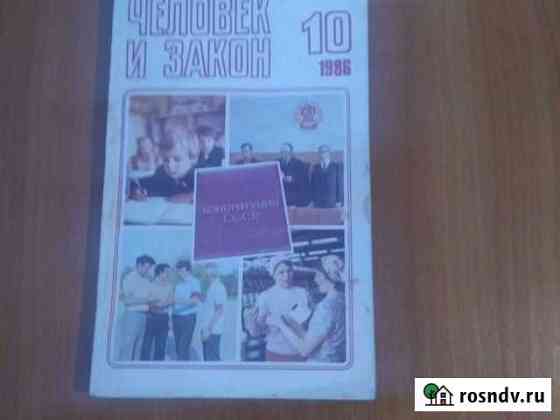 ЧЕЛОВЕК
И ЗАКОН
10
1986
КОНСТИТУЦИЯ
СССР
rosndv.ru